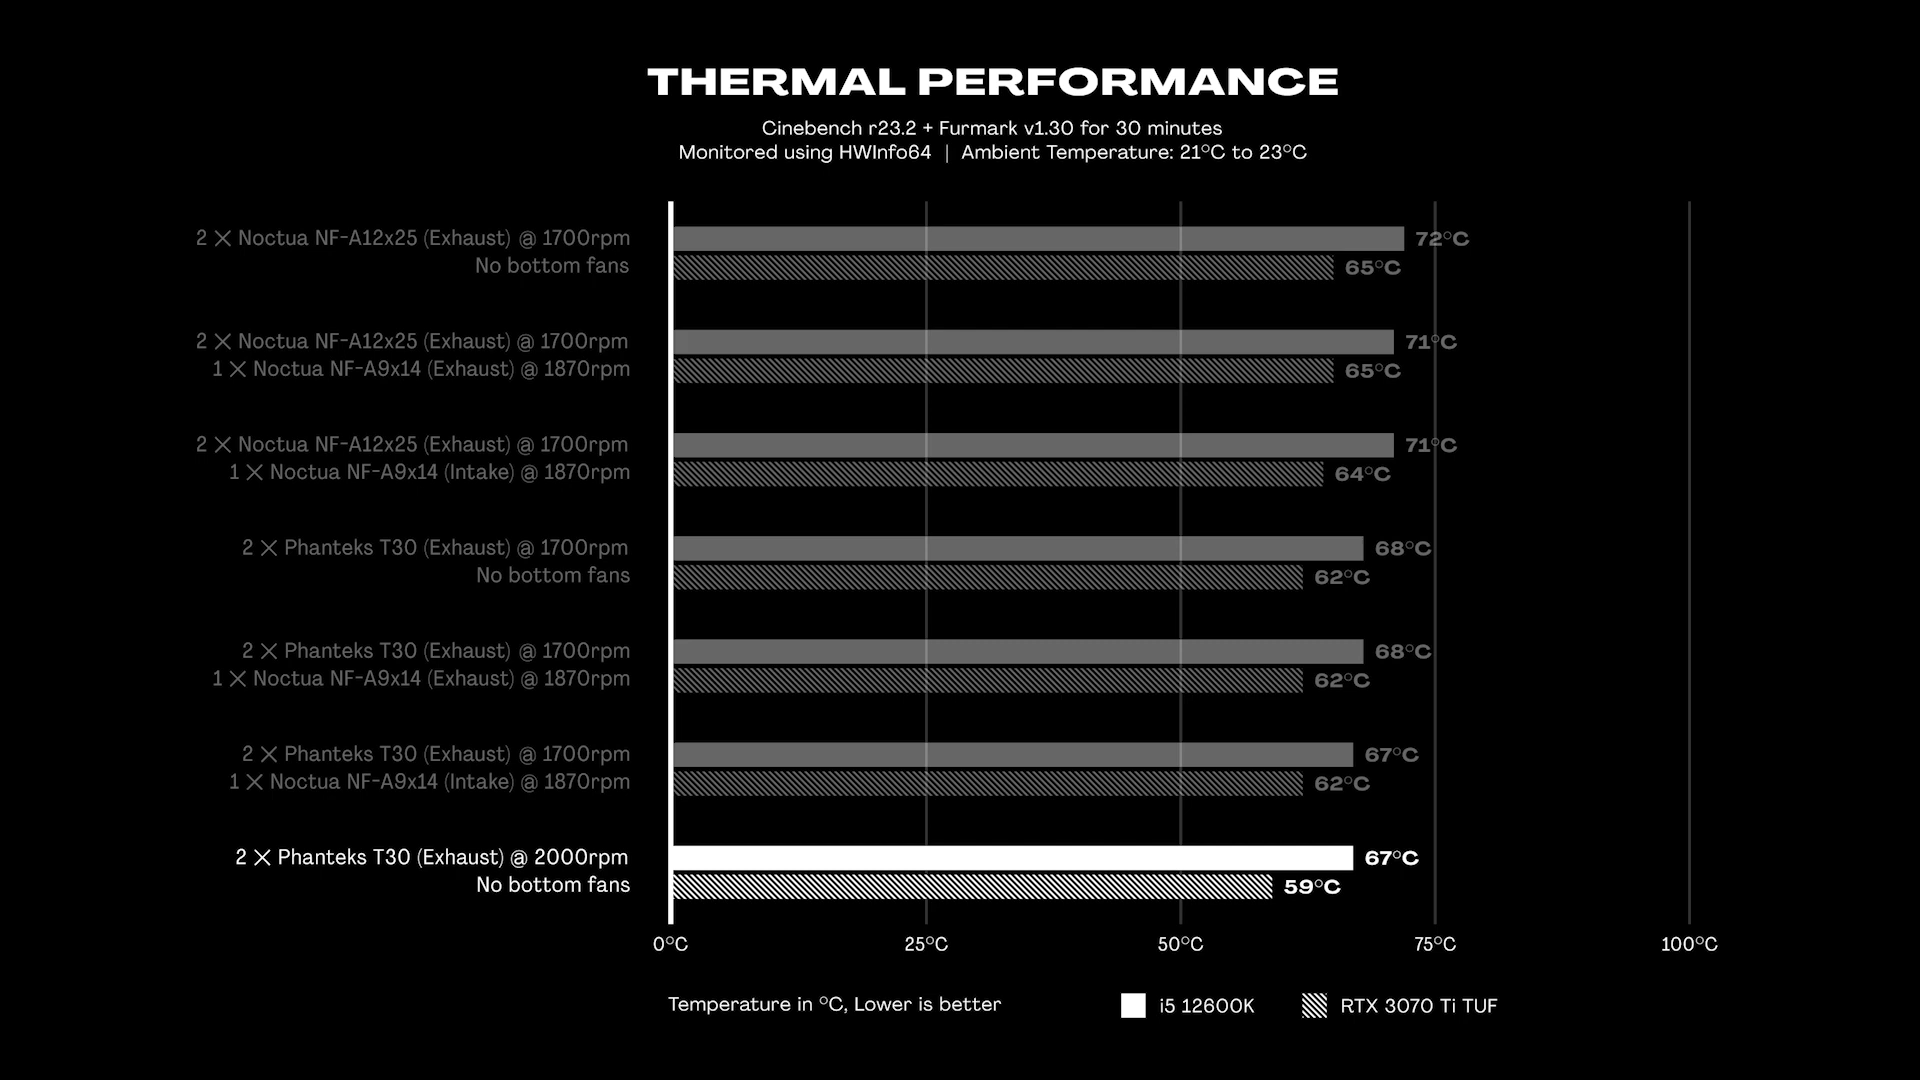 THERMAL PERFORMANCE
Cinebench r23.2 + Furmark v1.30 for 30 minutes
Monitored using HWInfo64 | Ambient Temperature: 21°C to 23°C
2 × Noctua NF-A12x25 (Exhaust) @ 1700rpm
No bottom fans
72°C
65°C
2 × Noctua NF-A12x25 (Exhaust) @ 1700rpm
1 × Noctua NF-A9x14 (Exhaust) @ 1870rpm
71°C
65°C
2 × Noctua NF-A12x25 (Exhaust) @ 1700rpm
1 × Noctua NF-A9x14 (Intake) @ 1870rpm
71°C
64°C
2 × Phanteks T30 (Exhaust) @ 1700rpm
No bottom fans
68°C
62°C
2 × Phanteks T30 (Exhaust) @ 1700rpm
1 × Noctua NF-A9x14 (Exhaust) @ 1870rpm
68°C
62°C
2 × Phanteks T30 (Exhaust) @ 1700rpm
1 × Noctua NF-A9x14 (Intake) @ 1870rpm
67°C
62°C
2 × Phanteks T30 (Exhaust) @ 2000rpm
No bottom fans
67°C
59°C
0°C 25°C 50°C 75°C 100°C
Temperature in °C, Lower is better
i5 12600K
RTX 3070 Ti TUF